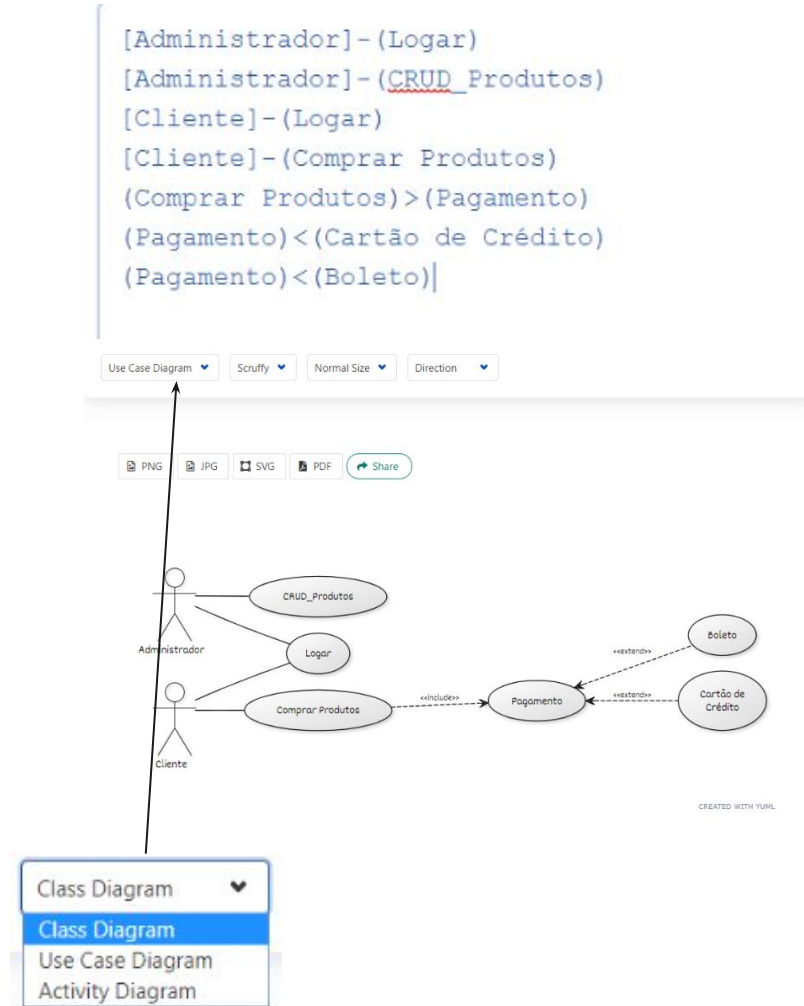 [Administrador]-(Logar)
[Administrador]-(CRUD_Produtos)
[Cliente]-(Logar)
[Cliente]-(Comprar Produtos)
(Comprar Produtos)>(Pagamento)
(Pagamento)<(Cartão de Crédito)
(Pagamento)<(Boleto)
Use Case Diagram Scruffy Normal Size Direction
PNG JPG SVG PDF Share
CRUD_Produtos
Administrador
Logar
Boleto
<<extend>>
Cartão de
Crédito
<<extend>>
Pagamento
<<include>>
Comprar Produtos
Cliente
CREATED WITH YUML
Class Diagram
Class Diagram
Use Case Diagram
Activity Diagram